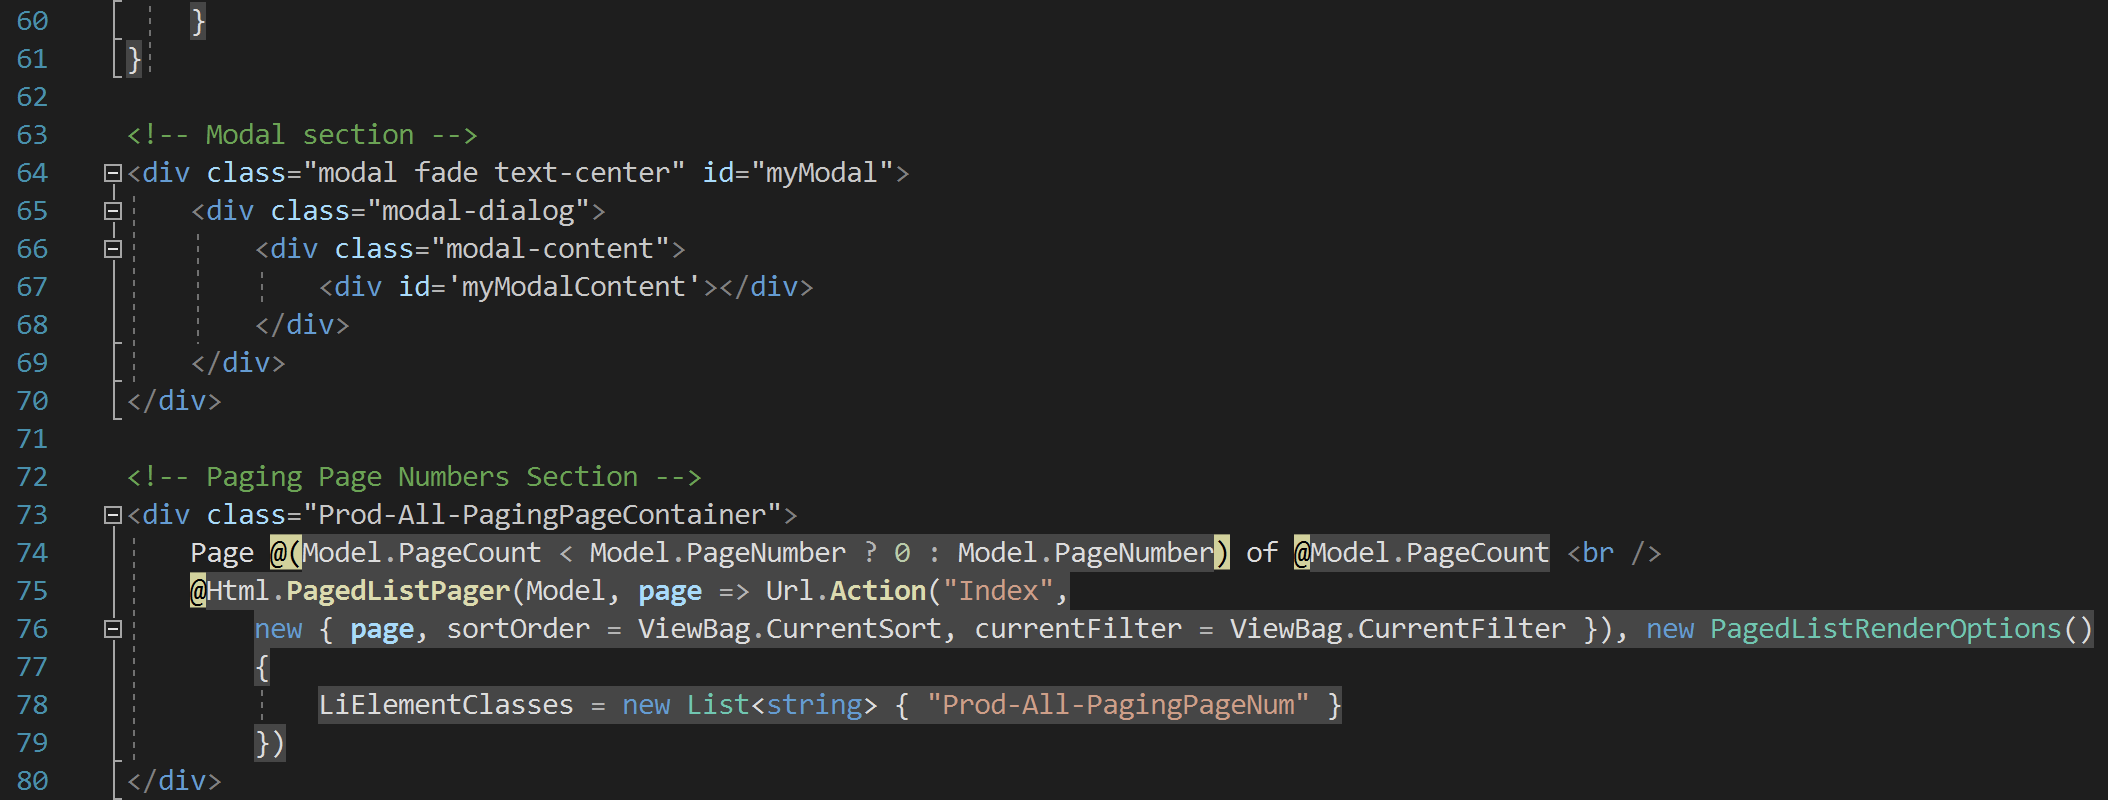 60 }
61 }
62
63 <!-- Modal section -->
64 <div class="modal fade text-center" id="myModal">
65 <div class="modal-dialog">
66 <div class="modal-content">
67 <div id='myModalContent'></div>
68 </div>
69 </div>
70 </div>
71
72 <!-- Paging Page Numbers Section -->
73 <div class="Prod-All-PagingPageContainer">
74 Page @(Model.PageCount < Model.PageNumber ? 0 : Model.PageNumber) of @Model.PageCount <br />
75 @Html.PagedListPager(Model, page => Url.Action("Index",
76 new { page, sortOrder = ViewBag.CurrentSort, currentFilter = ViewBag.CurrentFilter }), new PagedListRenderOptions()
77 {
78 LiElementClasses = new List<string> { "Prod-All-PagingPageNum" }
79 })
80 </div>